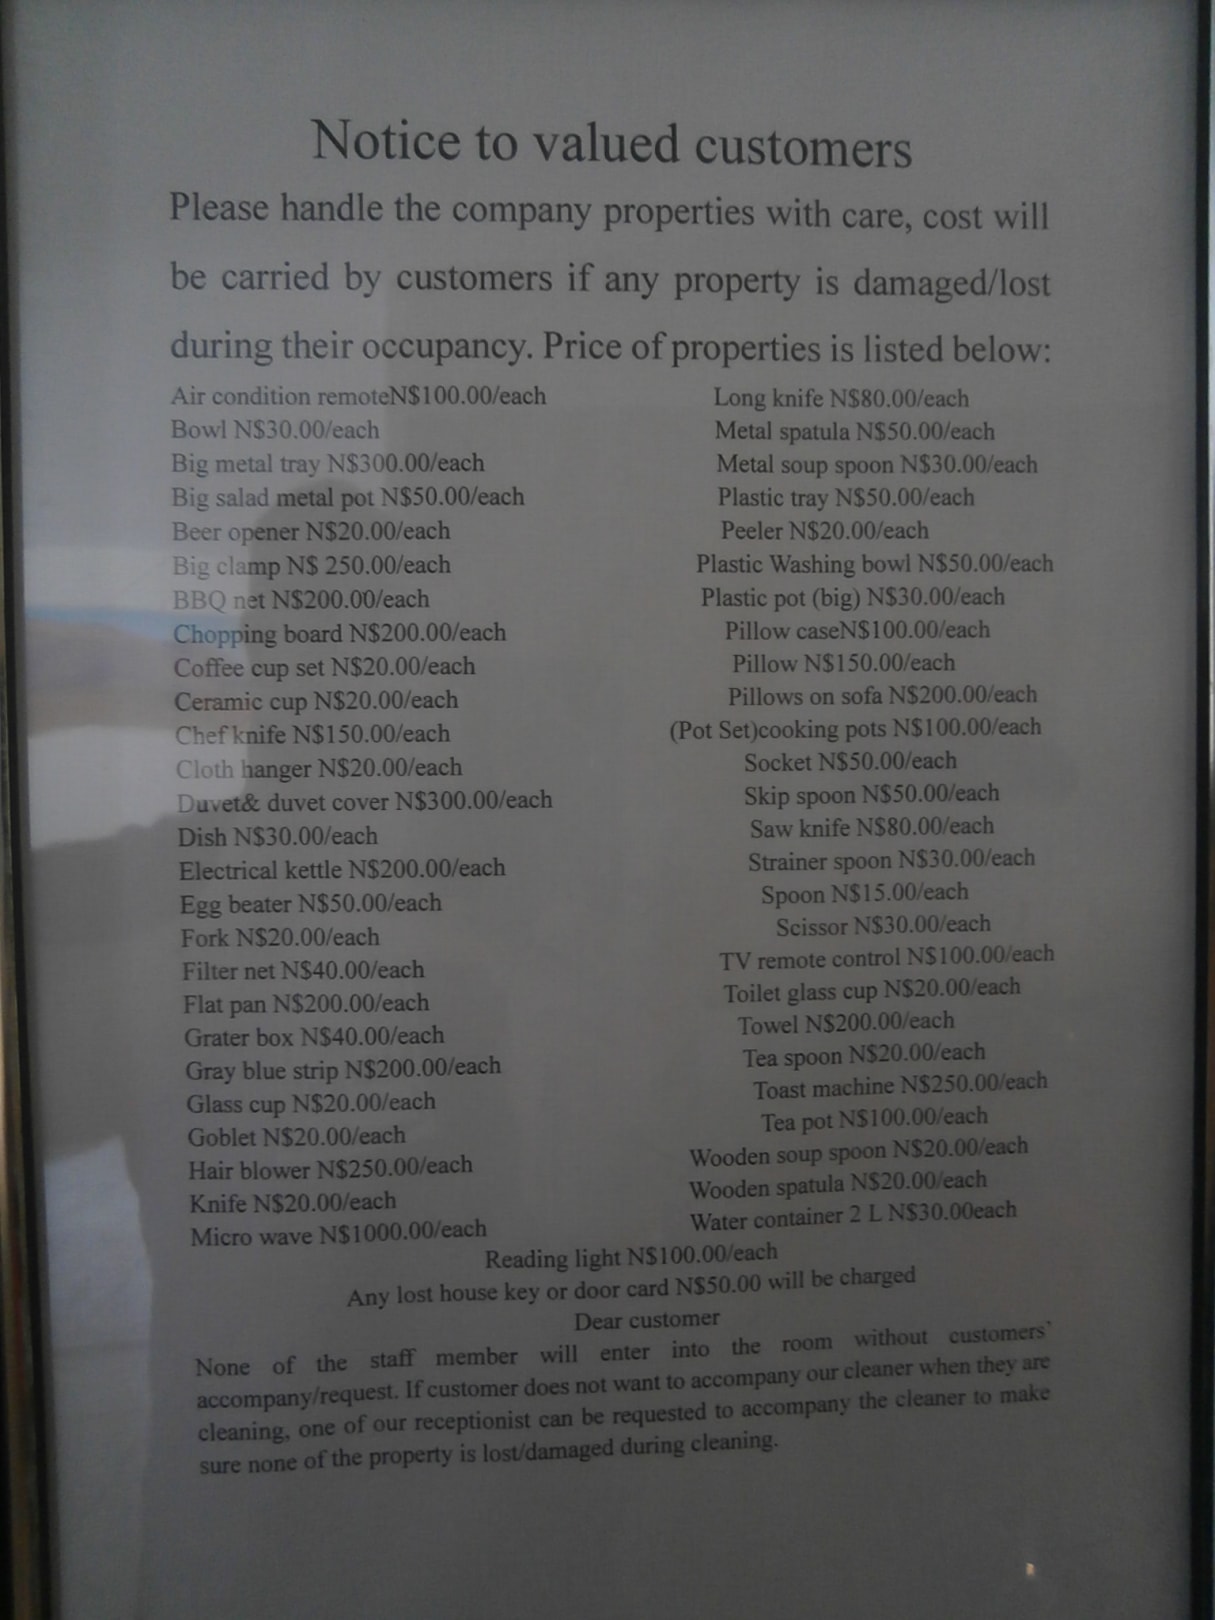 Notice to valued customers
Please handle the company properties with care, cost will
be carried by customers if any property is damaged/lost
during their occupancy. Price of properties is listed below:
Air condition remoteN$100.00/each
Bowl N$30.00/each
Big metal tray N$300.00/each
Big salad metal pot N$50.00/each
Beer opener N$20.00/each
Big clamp N$ 250.00/each
BBQ net N$200.00/each
Chopping board N$200.00/each
Coffee cup set N$20.00/each
Ceramic cup N$20.00/each
Chef knife N$150.00/each
Cloth hanger N$20.00/each
Duvet& duvet cover N$300.00/each
Dish N$30.00/each
Electrical kettle N$200.00/each
Egg beater N$50.00/each
Fork N$20.00/each
Filter net N$40.00/each
Flat pan N$200.00/each
Grater box N$40.00/each
Gray blue strip N$200.00/each
Glass cup N$20.00/each
Goblet N$20.00/each
Hair blower N$250.00/each
Knife N$20.00/each
Micro wave N$1000.00/each
Long knife N$80.00/each
Metal spatula N$50.00/each
Metal soup spoon N$30.00/each
Plastic tray N$50.00/each
Peeler N$20.00/each
Plastic Washing bowl N$50.00/each
Plastic pot (big) N$30.00/each
Pillow caseN$100.00/each
Pillow N$150.00/each
Pillows on sofa N$200.00/each
(Pot Set)cooking pots N$100.00/each
Socket N$50.00/each
Skip spoon N$50.00/each
Saw knife N$80.00/each
Strainer spoon N$30.00/each
Spoon N$15.00/each
Scissor N$30.00/each
TV remote control N$100.00/each
Toilet glass cup N$20.00/each
Towel N$200.00/each
Tea spoon N$20.00/each
Toast machine N$250.00/each
Tea pot N$100.00/each
Wooden soup spoon N$20.00/each
Wooden spatula N$20.00/each
Water container 2 L N$30.00each
Reading light N$100.00/each
Any lost house key or door card N$50.00 will be charged
Dear customer
None of the staff member will enter into the room without customers'
accompany/request. If customer does not want to accompany our cleaner when they are
cleaning, one of our receptionist can be requested to accompany the cleaner to make
sure none of the property is lost/damaged during cleaning.